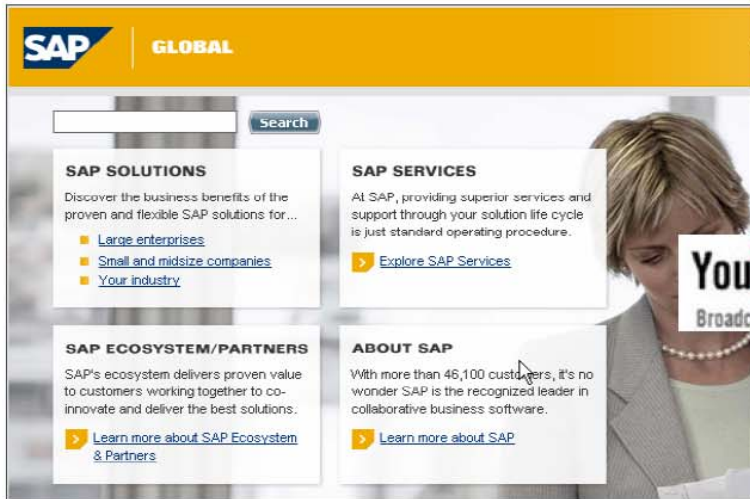 SAP GLOBAL
Search
SAP SOLUTIONS
Discover the business benefits of the
proven and flexible SAP solutions for...
Large enterprises
Small and midsize companies
Your industry
SAP SERVICES
At SAP, providing superior services and
support through your solution life cycle
is just standard operating procedure.
Explore SAP Services
SAP ECOSYSTEM/PARTNERS
SAP's ecosystem delivers proven value
to customers working together to co-
innovate and deliver the best solutions.
Learn more about SAP Ecosystem
& Partners
ABOUT SAP
With more than 46,100 customers, it's no
wonder SAP is the recognized leader in
collaborative business software.
Learn more about SAP
You
Broadc